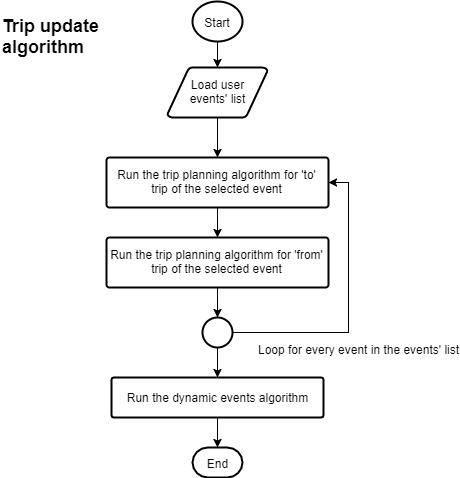 Trip update
algorithm
Start
Load user
events' list
Run the trip planning algorithm for 'to'
trip of the selected event
Run the trip planning algorithm for 'from'
trip of the selected event
Loop for every event in the events' list
Run the dynamic events algorithm
End